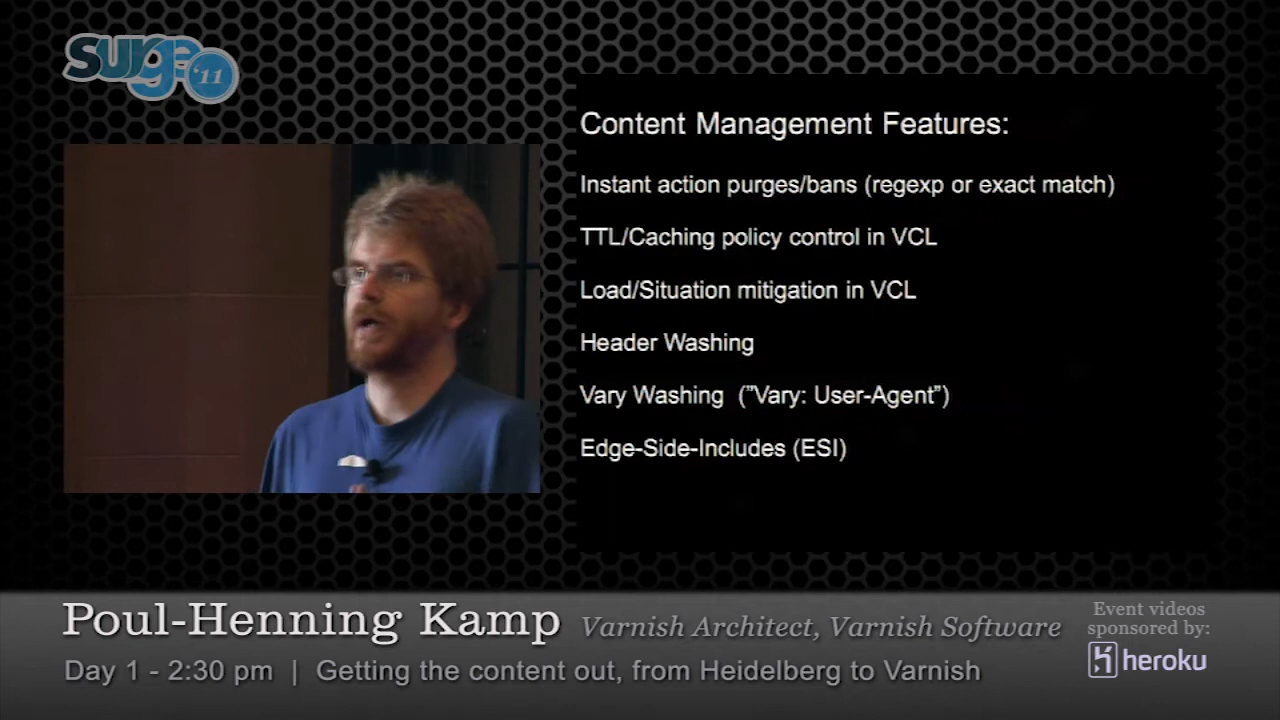 surge '11
Content Management Features:
Instant action purges/bans (regexp or exact match)
TTL/Caching policy control in VCL
Load/Situation mitigation in VCL
Header Washing
Vary Washing  (”Vary: User-Agent”)
Edge-Side-Includes (ESI)
Poul-Henning Kamp Varnish Architect, Varnish Software
Day 1 - 2:30 pm | Getting the content out, from Heidelberg to Varnish
Event videos
sponsored by:
heroku